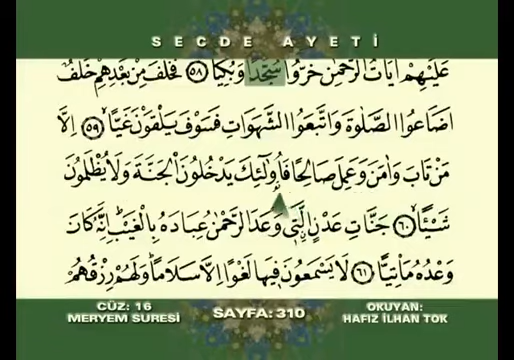 SECDE AYETİ
عَلَيْهِمْ اٰيَاتُ الرَّحْمٰنِ خَرُّوا سُجَّدًا وَبُكِيًّا ﴿٥٨﴾ فَخَلَفَ مِنْ بَعْدِهِمْ خَلْفٌ
اَضَاعُوا الصَّلٰوةَ وَاتَّبَعُوا الشَّهَوَاتِ فَسَوْفَ يَلْقَوْنَ غَيًّا ﴿٥٩﴾ اِلَّا
مَنْ تَابَ وَاٰمَنَ وَعَمِلَ صَالِحًا فَاُولٰٓئِكَ يَدْخُلُونَ الْجَنَّةَ وَلَا يُظْلَمُونَ
شَيْـًٔا ﴿٦٠﴾ جَنَّاتِ عَدْنٍ الَّتِي وَعَدَ الرَّحْمٰنُ عِبَادَهُ بِالْغَيْبِ اِنَّهُ كَانَ
وَعْدُهُ مَأْتِيًّا ﴿٦١﴾ لَا يَسْمَعُونَ فِيهَا لَغْوًا اِلَّا سَلَامًا وَلَهُمْ رِزْقُهُمْ
CÜZ: 16
MERYEM SURESİ
SAYFA: 310
OKUYAN:
HAFIZ İLHAN TOK